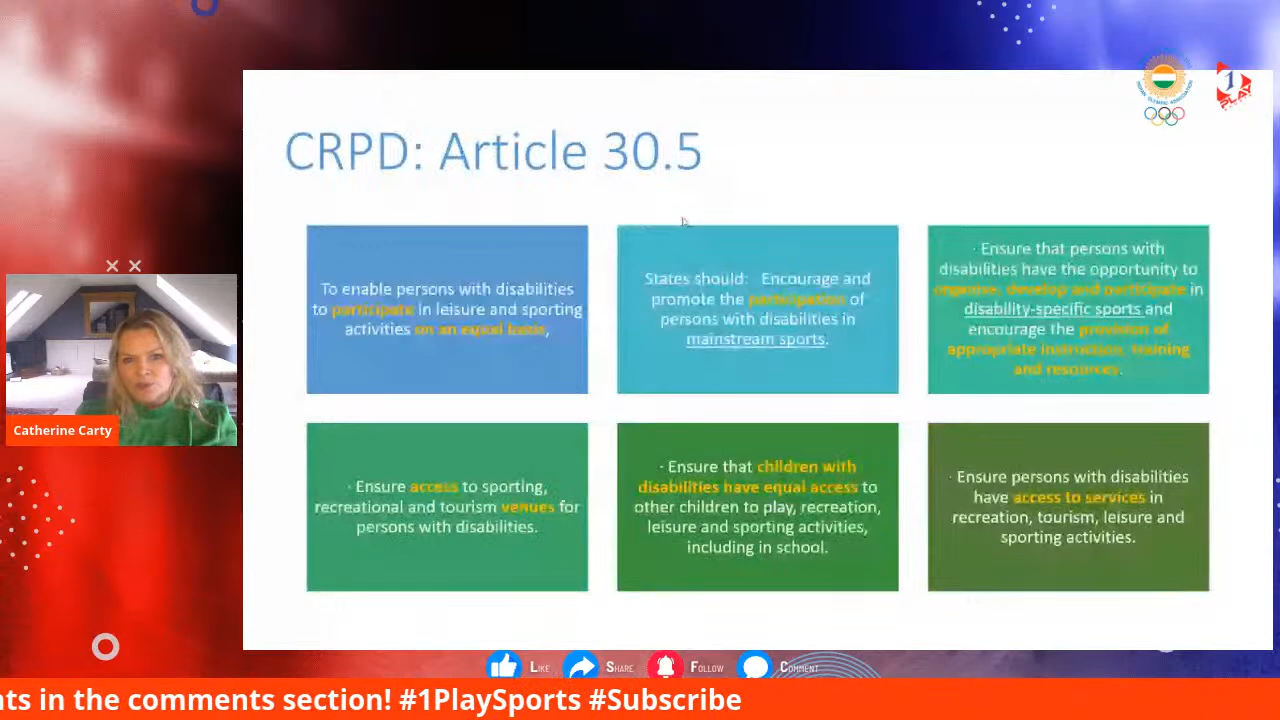 CRPD: Article 30.5
To enable persons with disabilities
to participate in leisure and sporting
activities on an equal basis,
States should: Encourage and
promote the participation of
persons with disabilities in
mainstream sports.
· Ensure that persons with
disabilities have the opportunity to
organise, develop and participate in
disability-specific sports and
encourage the provision of
appropriate instruction, training
and resources.
· Ensure access to sporting,
recreational and tourism venues for
persons with disabilities.
· Ensure that children with
disabilities have equal access to
other children to play, recreation,
leisure and sporting activities,
including in school.
· Ensure persons with disabilities
have access to services in
recreation, tourism, leisure and
sporting activities.
Catherine Carty
1
PLAY
LIKE
SHARE
FOLLOW
COMMENT
nts in the comments section! #1PlaySports #Subscribe